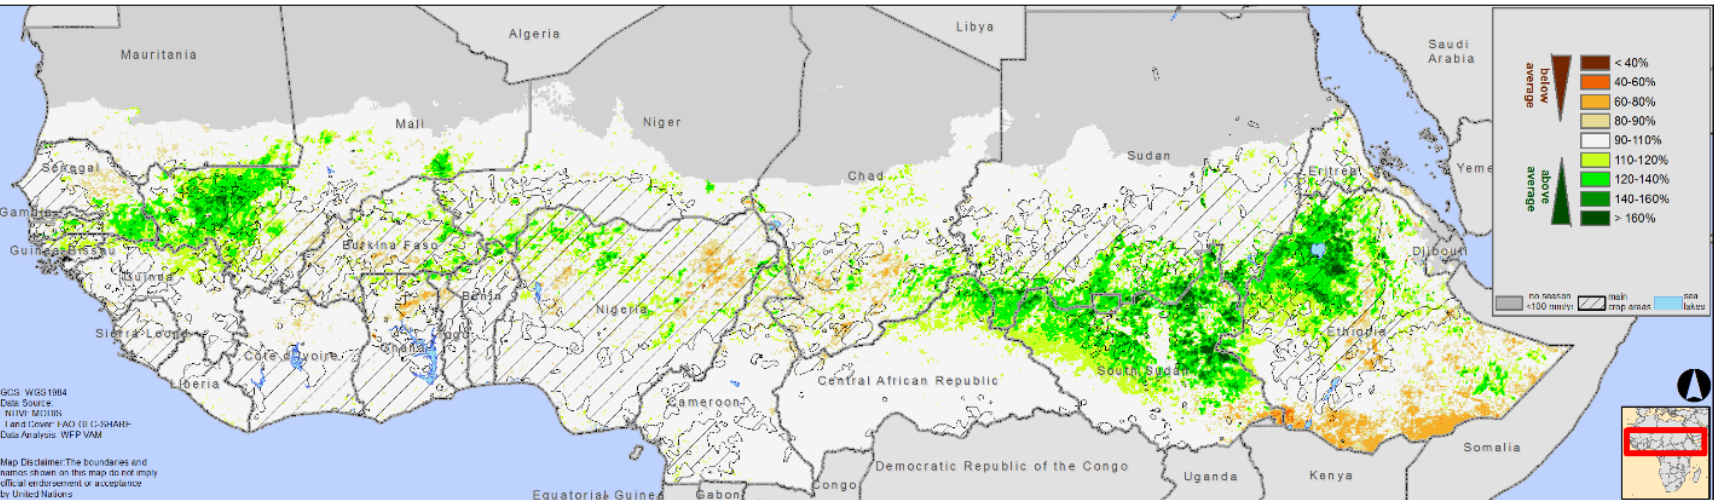 Algeria
Libya
Mauritania
Saudi
Arabia
< 40%
below
average
40-60%
60-80%
80-90%
90-110%
110-120%
above
average
120-140%
140-160%
> 160%
Mali
Niger
Chad
Sudan
Eritrea
Yeme
Senegal
Gambia
Guinea-Bissau
Guinea
Burkina Faso
Benin
Nigeria
Djibouti
no season
<100 mm/yr
main
crop areas
sea
lakes
Sierra Leone
Cote d'Ivoire
Ghana
Togo
Ethiopia
Liberia
Cameroon
Central African Republic
South Sudan
GCS: WGS1984
Data Source:
NDVI: MODIS
Land Cover: FAO GLC-SHARE
Data Analysis: WFP VAM
Map Disclaimer:The boundaries and
names shown on this map do not imply
official endorsement or acceptance
by United Nations
Equatorial Guinea
Gabon
Congo
Democratic Republic of the Congo
Uganda
Kenya
Somalia